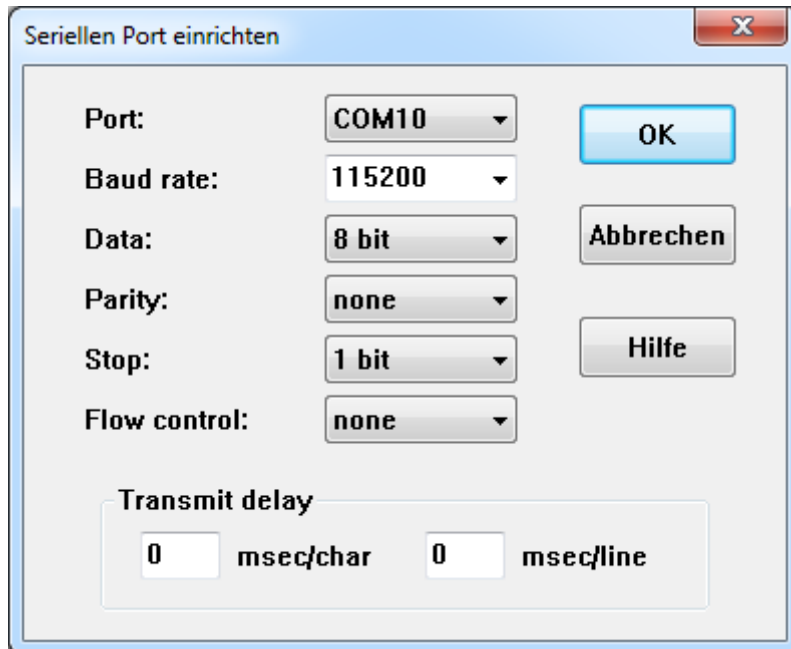 Seriellen Port einrichten
Port: COM10 OK
Baud rate: 115200
Data: 8 bit Abbrechen
Parity: none
Stop: 1 bit Hilfe
Flow control: none
Transmit delay
0 msec/char 0 msec/line